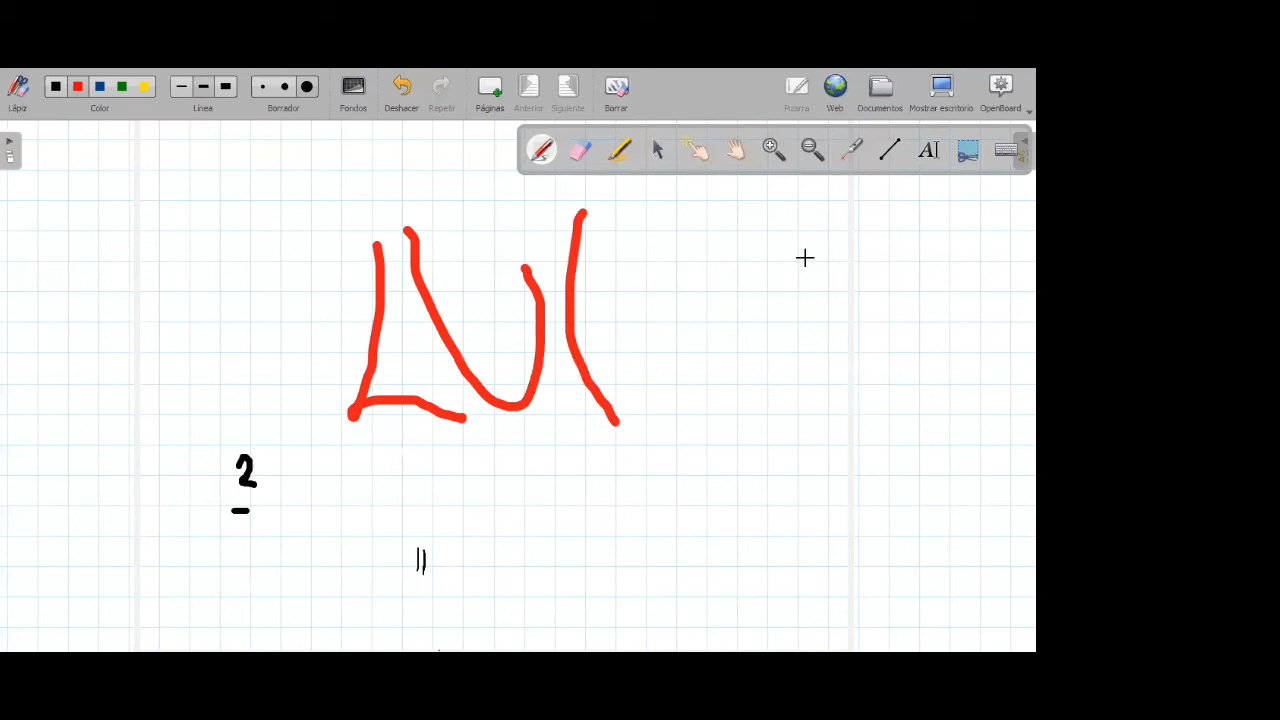 Lápiz Color Línea Borrador Fondos Deshacer Repetir Páginas Anterior Siguiente Borrar Pizarra Web Documentos Mostrar escritorio OpenBoard
2